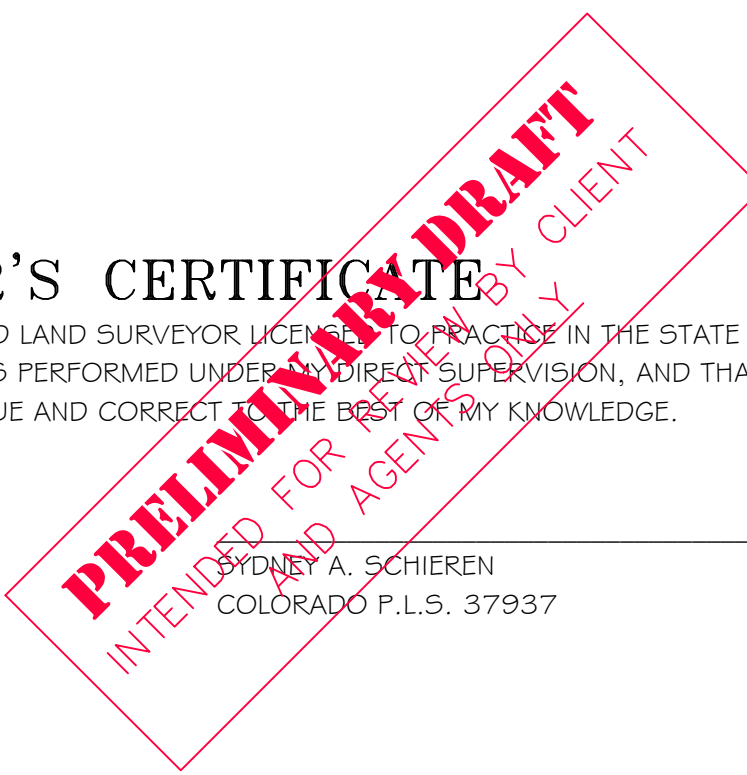 R'S CERTIFICATE
D LAND SURVEYOR LICENSED TO PRACTICE IN THE STATE
S PERFORMED UNDER MY DIRECT SUPERVISION, AND THA
UE AND CORRECT TO THE BEST OF MY KNOWLEDGE.
SYDNEY A. SCHIEREN
COLORADO P.L.S. 37937
PRELIMINARY DRAFT
INTENDED FOR REVIEW BY CLIENT
AND AGENTS ONLY